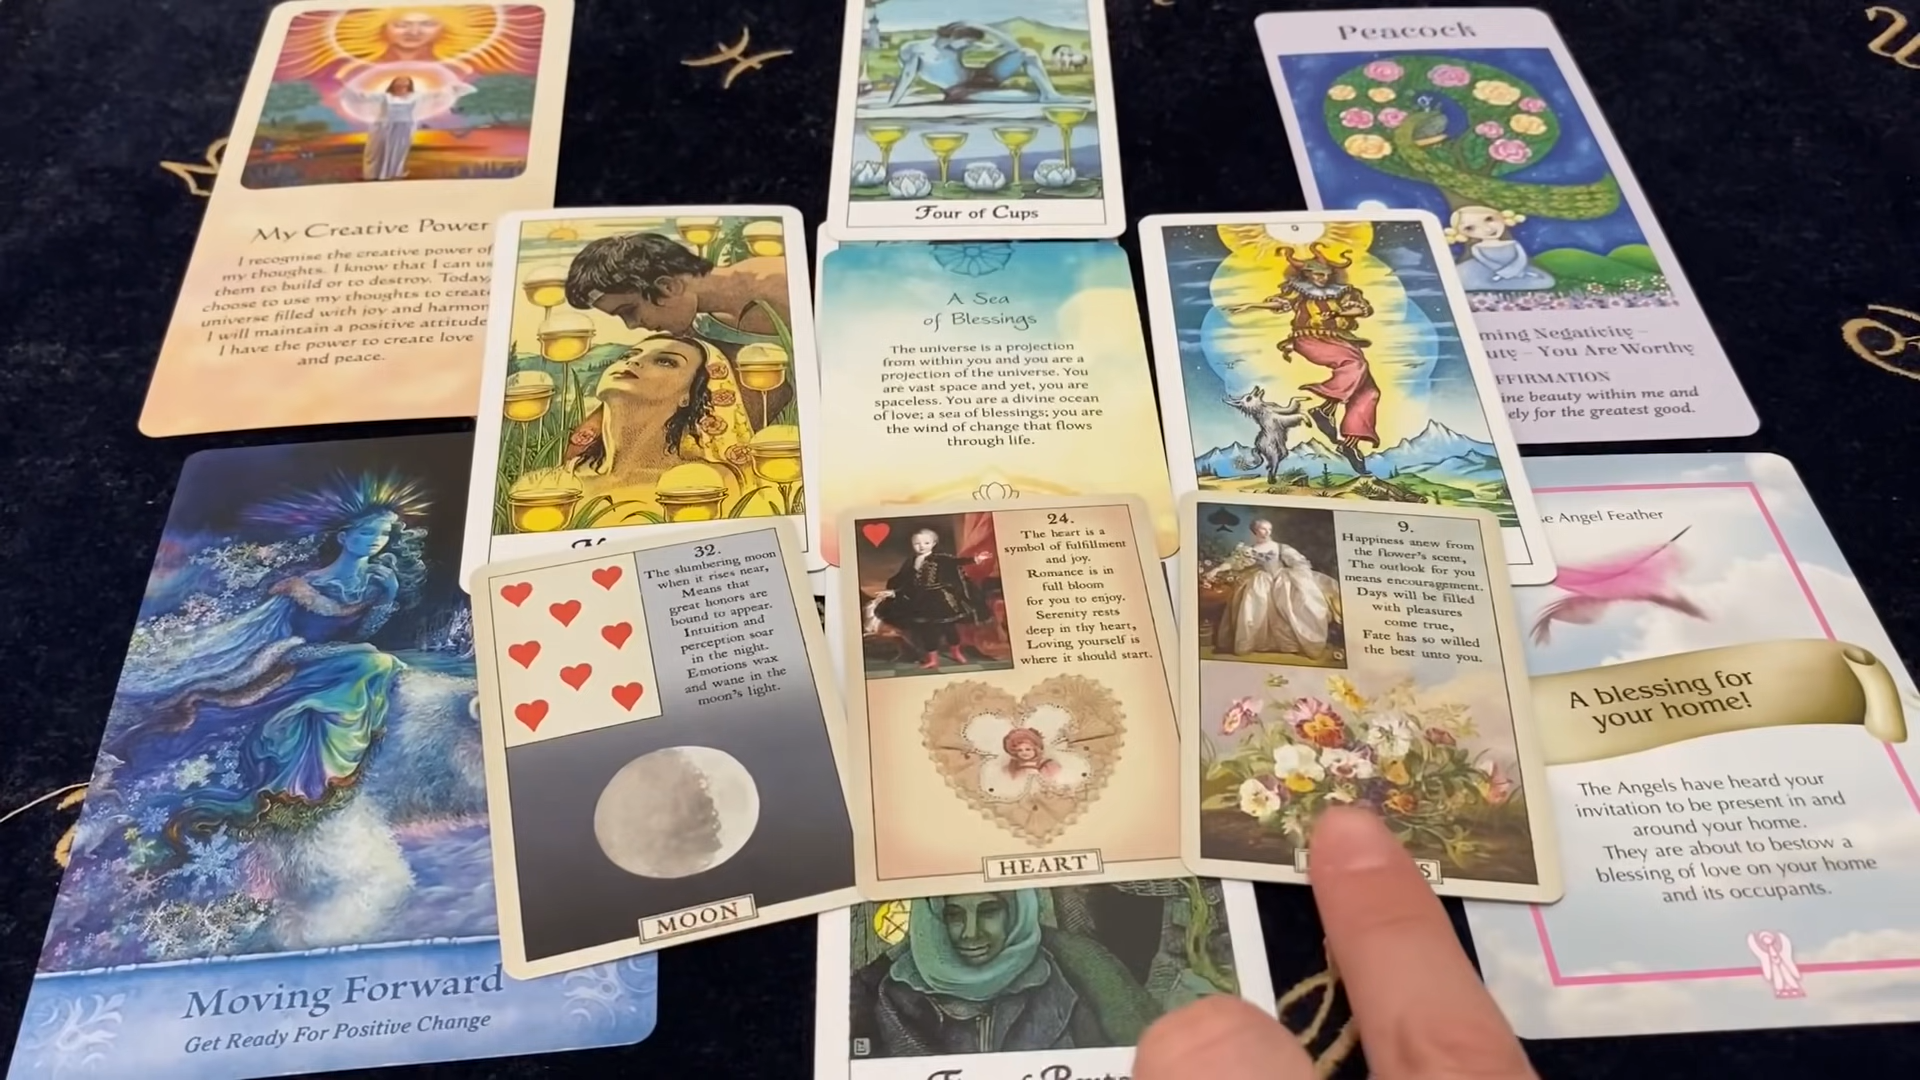 My Creative Power
I recognise the creative power of
my thoughts. I know that I can
them to build or to destroy. Today,
choose to use my thoughts to
universe filled with joy and
I will maintain a positive attitude
I have the power to create love
and peace.
Four of Cups
Peacock
Negativity –
– You Are Worthy
beauty within me and
for the greatest good.
A Sea
of Blessings
The universe is a projection
from within you and you are a
projection of the universe. You
are vast space and yet, you are
spaceless. You are a divine ocean
of love; a sea of blessings; you are
the wind of change that flows
through life.
9
Angel Feather
A blessing for
your home!
The Angels have heard your
invitation to be present in and
around your home.
They are about to bestow a
blessing of love on your home
and its occupants.
32.
The slumbering moon
when it rises near,
Means that
great honors are
bound to appear.
Intuition and
perception soar
in the night.
Emotions wax
and wane in the
moon's light.
MOON
24.
The heart is a
symbol of fulfillment
and joy.
Romance is in
full bloom
for you to enjoy.
Serenity rests
deep in thy heart,
Loving yourself is
where it should start.
HEART
9.
Happiness anew from
the flower's scent,
The outlook for you
means encouragement.
Days will be filled
with pleasures
come true,
Fate has so willed
the best unto you.
Moving Forward
Get Ready For Positive Change